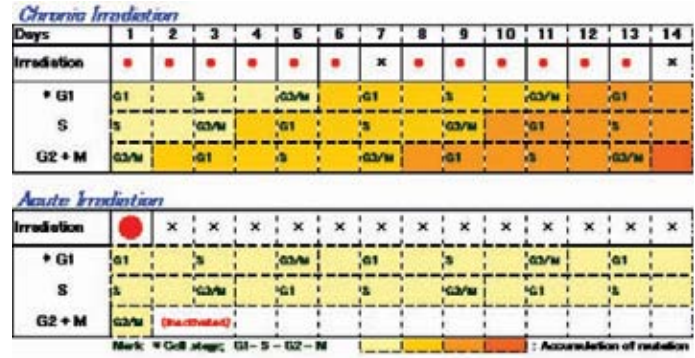 Chronic Irradiation
Days 1 2 3 4 5 6 7 8 9 10 11 12 13 14
Irradiation × ×
* G1 G1 S G2/M G1 S G2/M G1
S S G2/M G1 S G2/M G1 S
G2 + M G2/M G1 S G2/M G1 S G2/M
Acute Irradiation
Irradiation × × × × × × × × × × × × ×
* G1 G1 S G2/M G1 S G2/M G1
S S G2/M G1 S G2/M G1 S
G2 + M G2/M (Inactivated)
Mark: * Cell stage; G1 - S - G2 - M : Accumulation of mutation